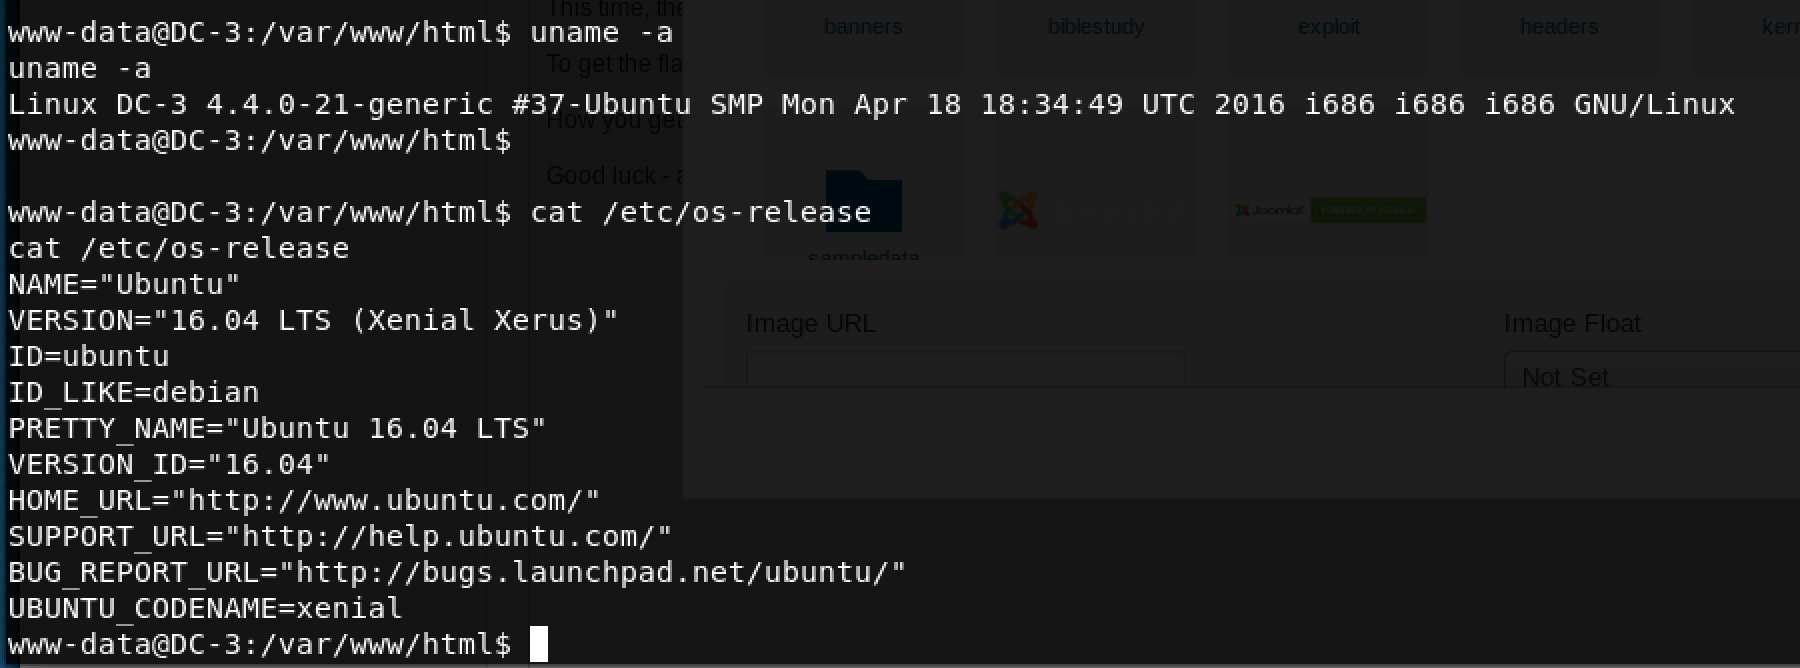 www-data@DC-3:/var/www/html$ uname -a
uname -a
Linux DC-3 4.4.0-21-generic #37-Ubuntu SMP Mon Apr 18 18:34:49 UTC 2016 i686 i686 i686 GNU/Linux
www-data@DC-3:/var/www/html$
www-data@DC-3:/var/www/html$ cat /etc/os-release
cat /etc/os-release
NAME="Ubuntu"
VERSION="16.04 LTS (Xenial Xerus)"
ID=ubuntu
ID_LIKE=debian
PRETTY_NAME="Ubuntu 16.04 LTS"
VERSION_ID="16.04"
HOME_URL="http://www.ubuntu.com/"
SUPPORT_URL="http://help.ubuntu.com/"
BUG_REPORT_URL="http://bugs.launchpad.net/ubuntu/"
UBUNTU_CODENAME=xenial
www-data@DC-3:/var/www/html$
This time, the
To get the fla
How you get
Good luck - a
banners biblestudy exploit headers kern
sampledata
Joomla!
Image URL Image Float
Not Set